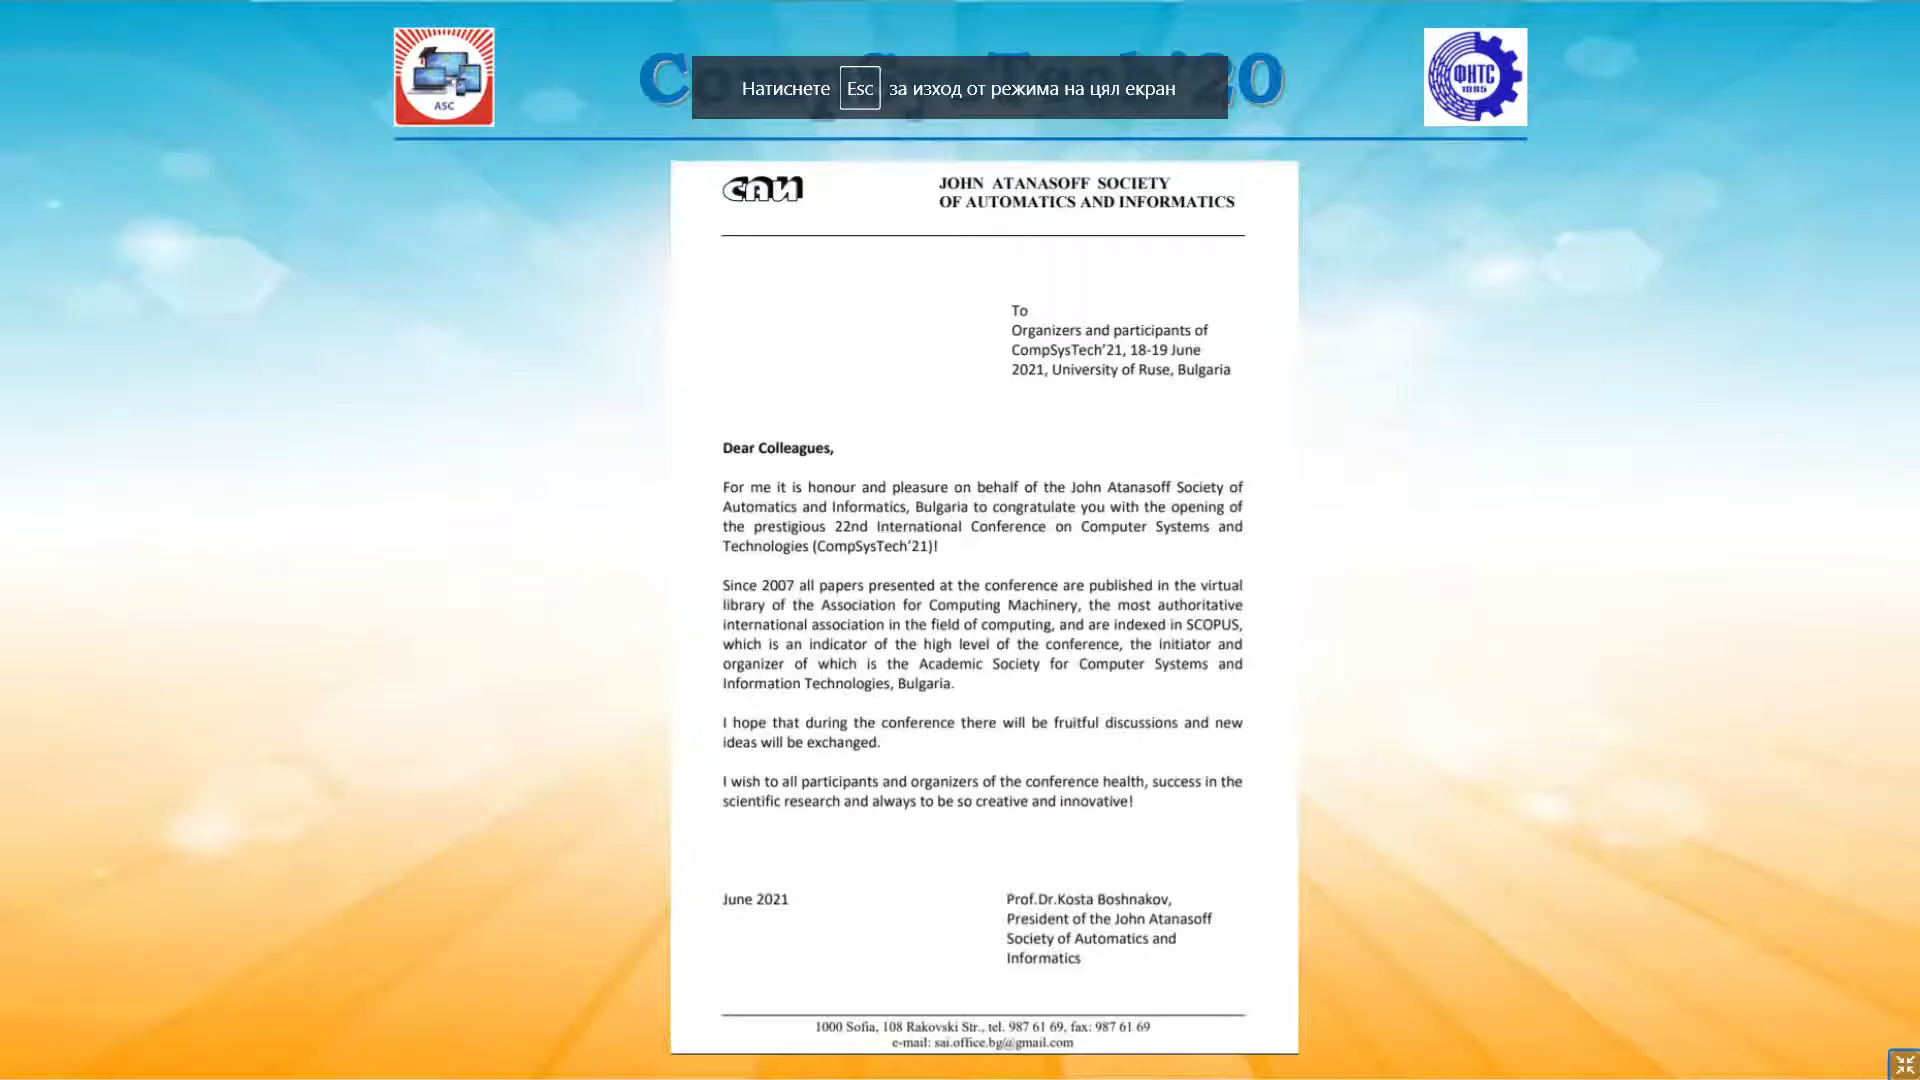 ASC
Натиснете Esc за изход от режима на цял екран
20
ФНТС
1885
сац
JOHN ATANASOFF SOCIETY
OF AUTOMATICS AND INFORMATICS
To
Organizers and participants of
CompSysTech’21, 18-19 June
2021, University of Ruse, Bulgaria
Dear Colleagues,
For me it is honour and pleasure on behalf of the John Atanasoff Society of
Automatics and Informatics, Bulgaria to congratulate you with the opening of
the prestigious 22nd International Conference on Computer Systems and
Technologies (CompSysTech’21)!
Since 2007 all papers presented at the conference are published in the virtual
library of the Association for Computing Machinery, the most authoritative
international association in the field of computing, and are indexed in SCOPUS,
which is an indicator of the high level of the conference, the initiator and
organizer of which is the Academic Society for Computer Systems and
Information Technologies, Bulgaria.
I hope that during the conference there will be fruitful discussions and new
ideas will be exchanged.
I wish to all participants and organizers of the conference health, success in the
scientific research and always to be so creative and innovative!
June 2021
Prof.Dr.Kosta Boshnakov,
President of the John Atanasoff
Society of Automatics and
Informatics
1000 Sofia, 108 Rakovski Str., tel. 987 61 69, fax: 987 61 69
e-mail: sai.office.bg@gmail.com